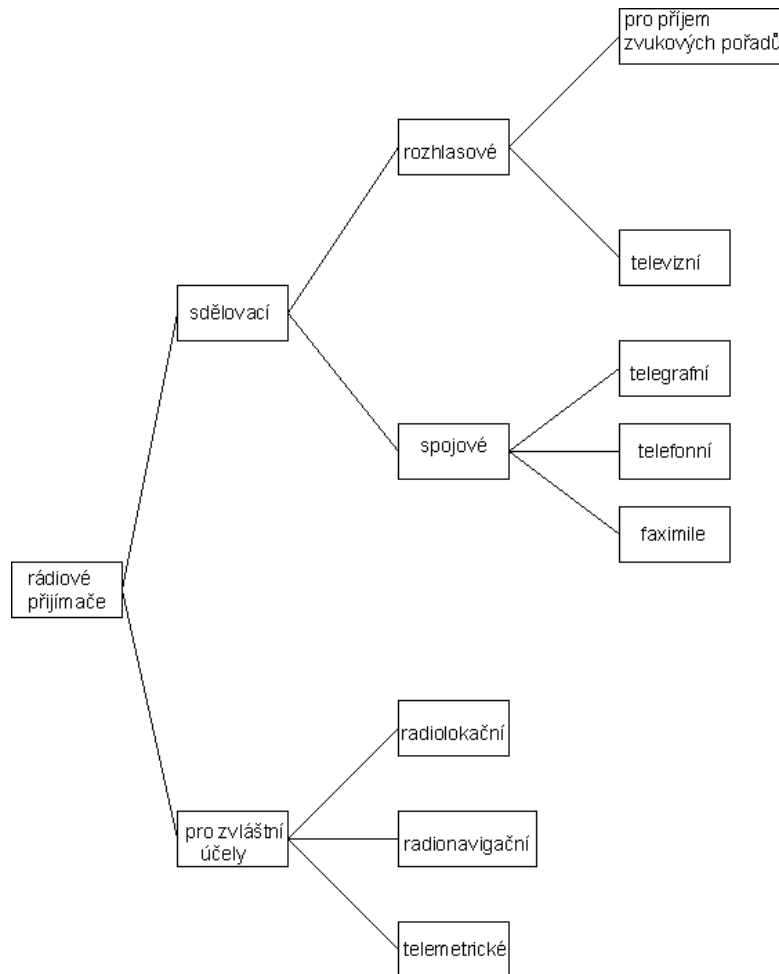 pro příjem
zvukových pořadů
rozhlasové
televizní
sdělovací
telegrafní
spojové
telefonní
faximile
rádiové
přijímače
radiolokační
pro zvláštní
účely
radionavigační
telemetrické